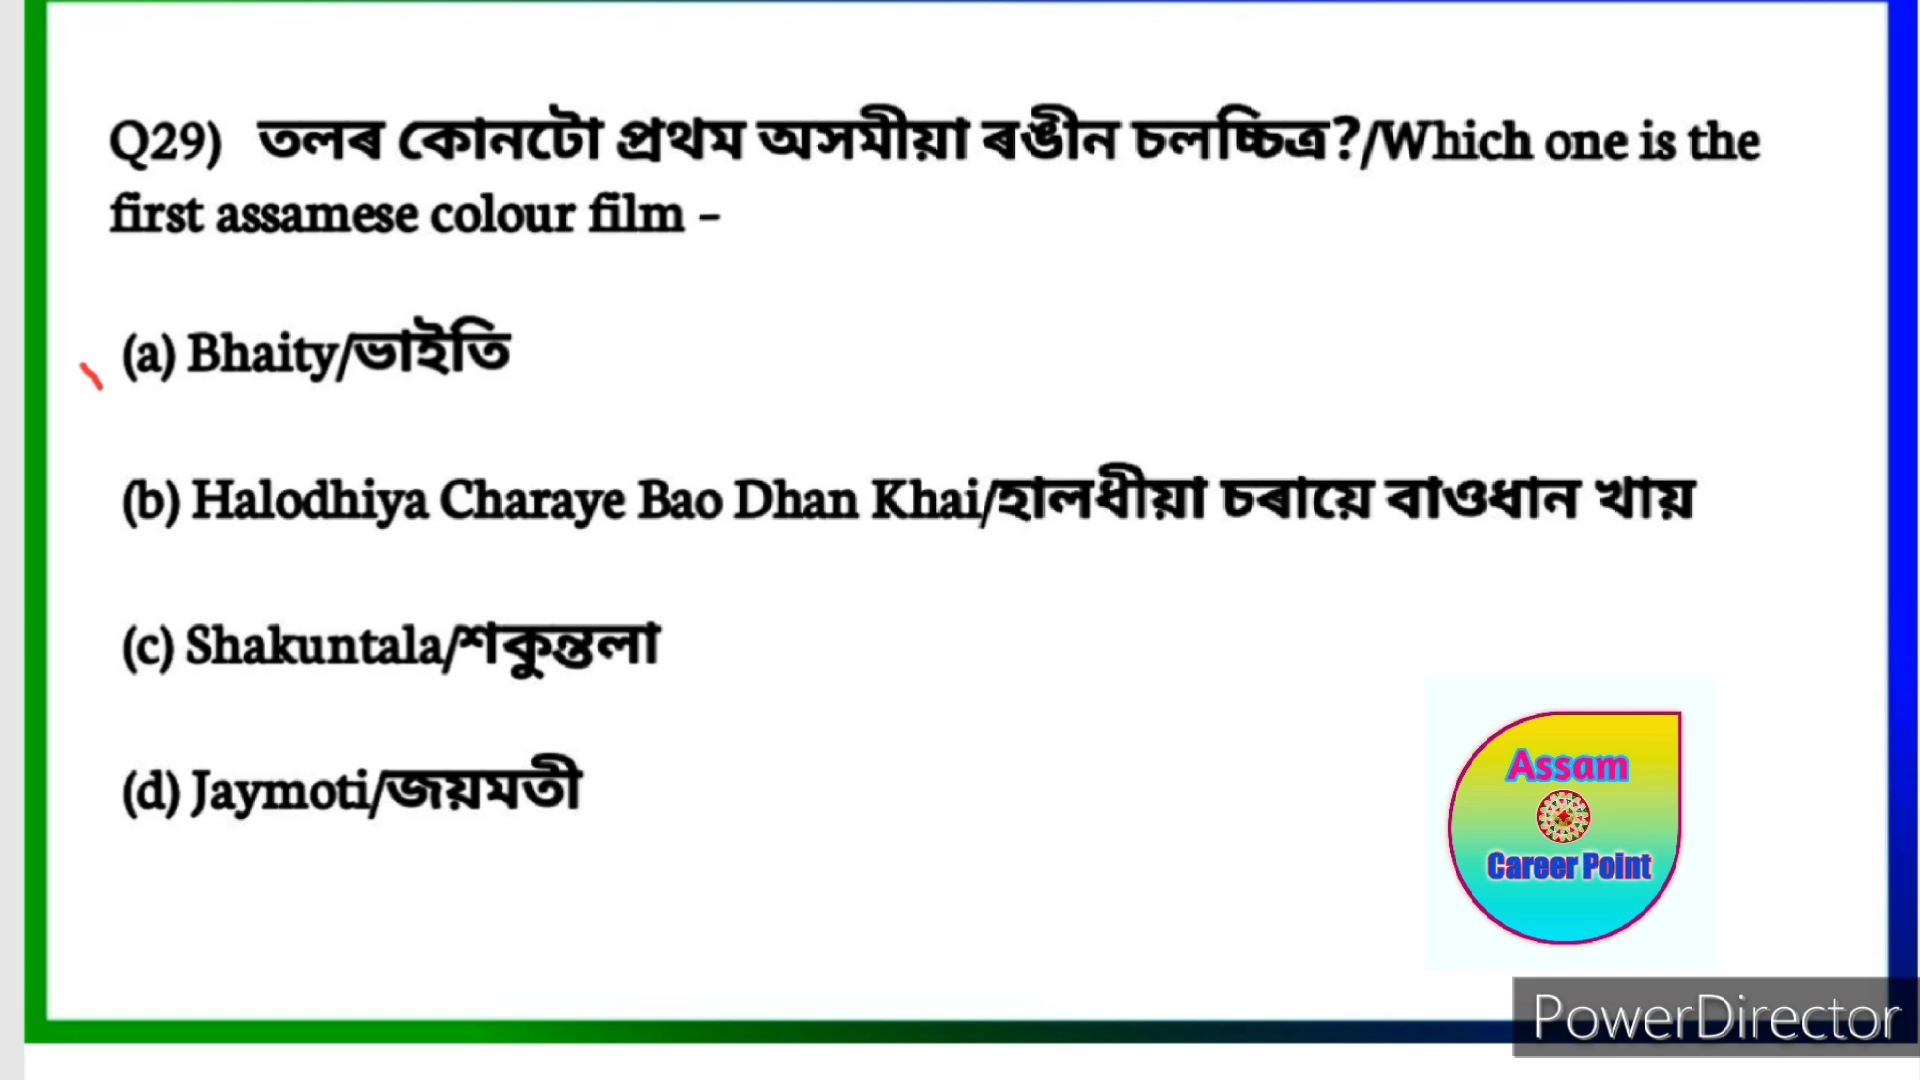 Q29) তলৰ কোনটো প্ৰথম অসমীয়া ৰঙীন চলচ্চিত্ৰ?/Which one is the
first assamese colour film –
(a) Bhaity/ভাইতি
(b) Halodhiya Charaye Bao Dhan Khai/হালধীয়া চৰায়ে বাওধান খায়
(c) Shakuntala/শকুন্তলা
(d) Jaymoti/জয়মতী
Assam
Career Point
PowerDirector